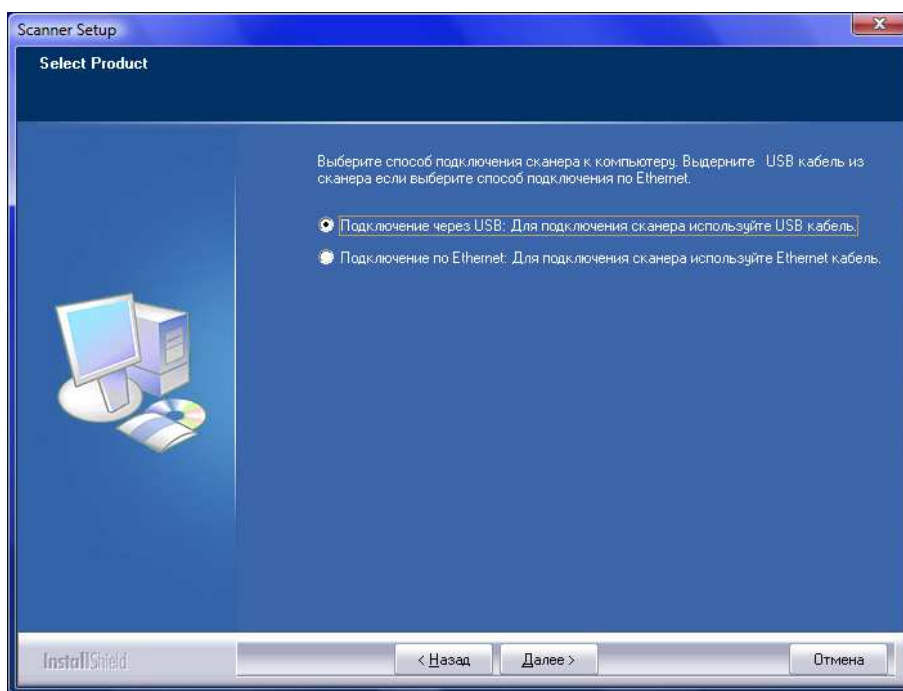 Scanner Setup
Select Product
Выберите способ подключения сканера к компьютеру. Выдерните USB кабель из
сканера если выберите способ подключения по Ethernet.
Подключение через USB: Для подключения сканера используйте USB кабель.
Подключение по Ethernet: Для подключения сканера используйте Ethernet кабель.
InstallShield
< Назад
Далее >
Отмена